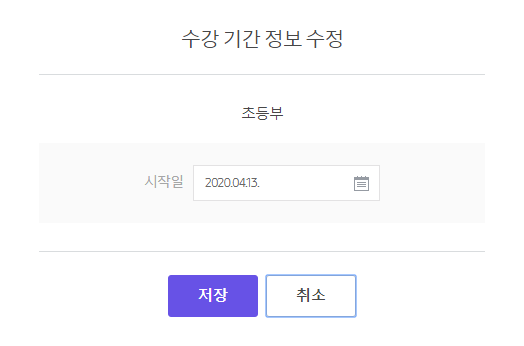 수강 기간 정보 수정
초등부
시작일 2020.04.13.
저장 취소